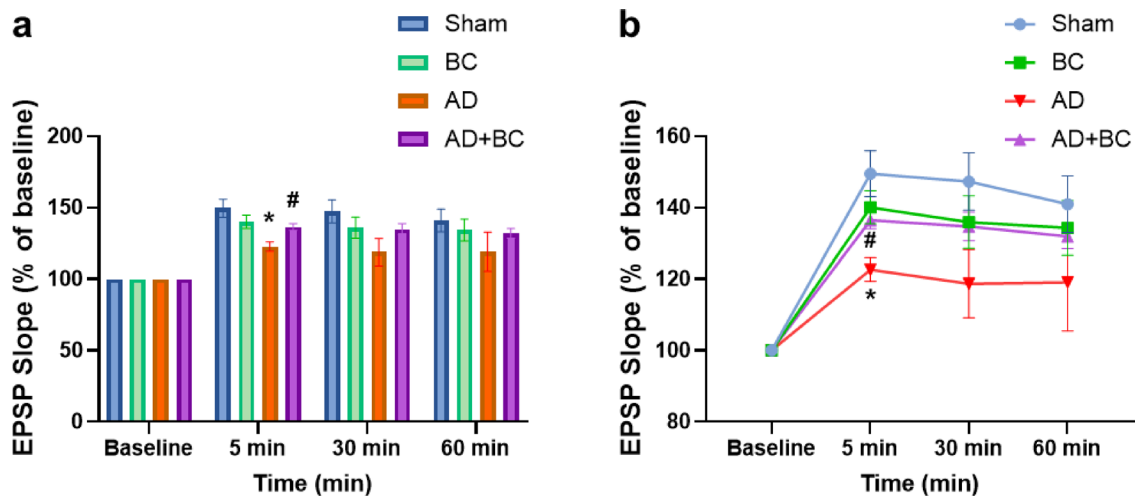 a
Sham
BC
AD
AD+BC
EPSP Slope (% of baseline)
200
150
100
50
0
*
#
Baseline
5 min
30 min
60 min
Time (min)
b
Sham
BC
AD
AD+BC
EPSP Slope (% of baseline)
160
140
120
100
80
#
*
Baseline
5 min
30 min
60 min
Time (min)